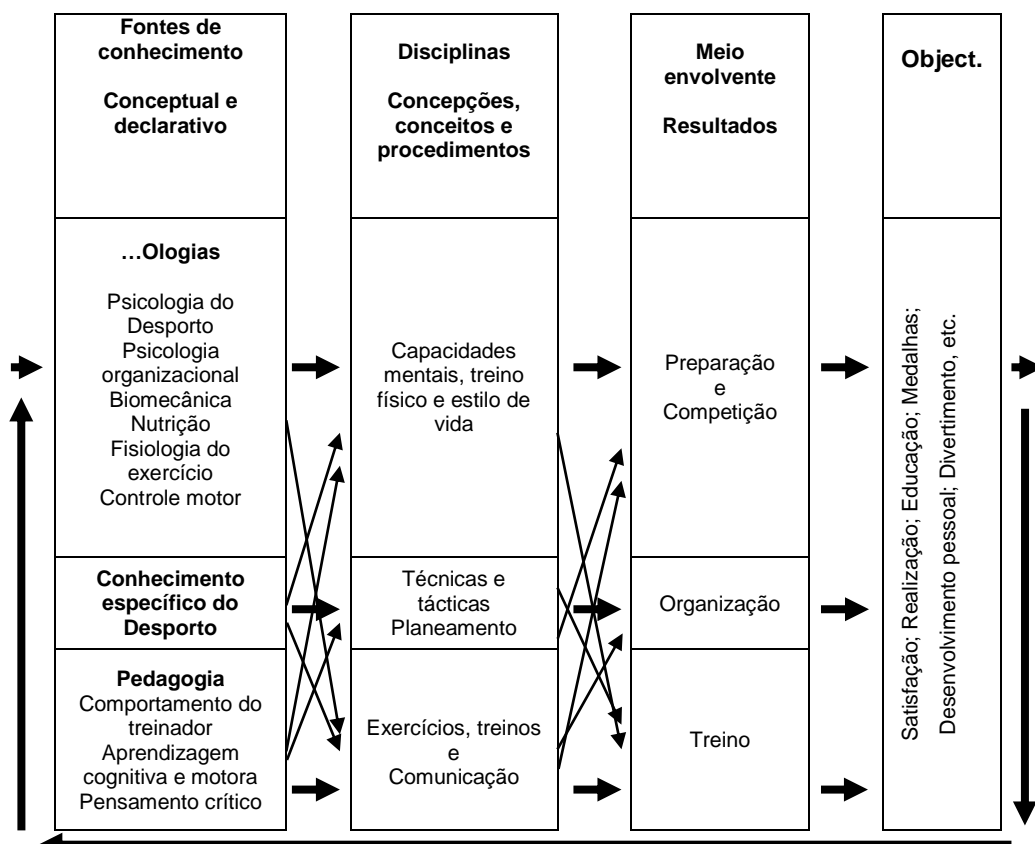 Fontes de
conhecimento
Conceptual e
declarativo
Disciplinas
Concepções,
conceitos e
procedimentos
Meio
envolvente
Resultados
Object.
…Ologias
Psicologia do
Desporto
Psicologia
organizacional
Biomecânica
Nutrição
Fisiologia do
exercício
Controle motor
Capacidades
mentais, treino
físico e estilo de
vida
Preparação
e
Competição
Satisfação; Realização; Educação; Medalhas;
Desenvolvimento pessoal; Divertimento, etc.
Conhecimento
específico do
Desporto
Técnicas e
tácticas
Planeamento
Organização
Pedagogia
Comportamento do
treinador
Aprendizagem
cognitiva e motora
Pensamento crítico
Exercícios, treinos
e
Comunicação
Treino